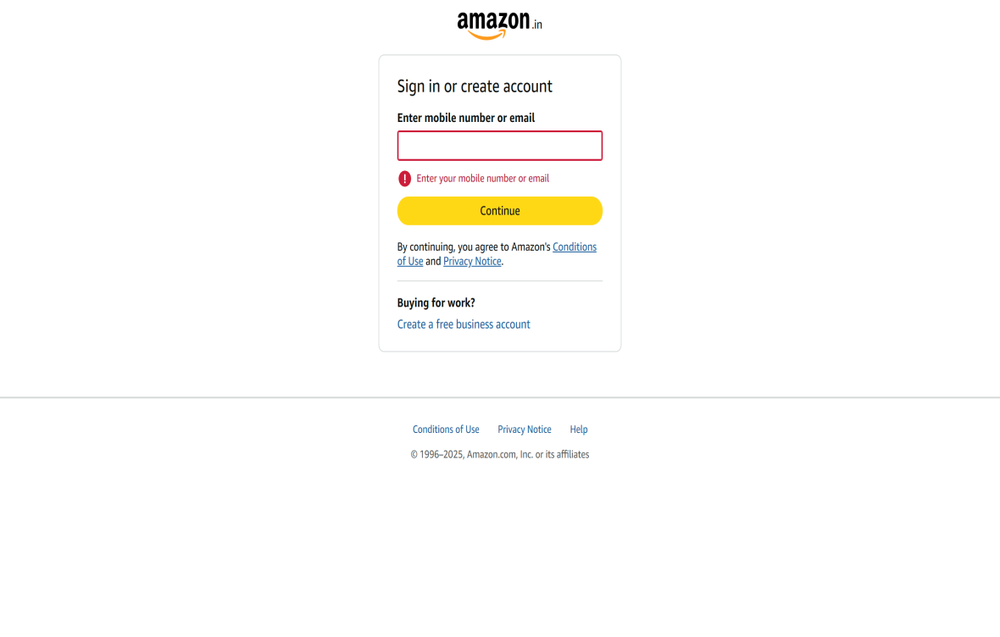 amazon.in
Sign in or create account
Enter mobile number or email
! Enter your mobile number or email
Continue
By continuing, you agree to Amazon's Conditions
of Use and Privacy Notice.
Buying for work?
Create a free business account
Conditions of Use Privacy Notice Help
© 1996–2025, Amazon.com, Inc. or its affiliates